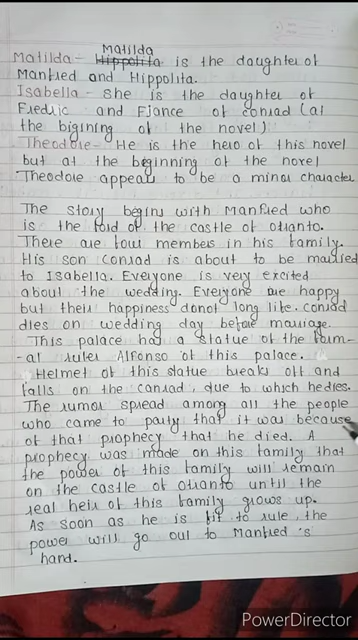 Matilda
Matilda - Hippolita is the daughter of
Manfred and Hippolita.
Isabella - She is the daughter of
Fredric and Fiance of conrad (at
the bigining of the novel)
Theodore - He is the hero of this novel
but at the beginning of the novel
Theodore appears to be a minor character
The story begins with Manfred who
is the lord of the castle of otranto.
There are four members in his family.
His son Conrad is about to be married
to Isabella. Everyone is very excited
about the wedding. Everyone are happy
but their happiness donot long life. conrad
dies on wedding day before mariage.
This palace has a statue of the form-
-al ruler Alfonso of this palace.
Helmet of this statue breaks off and
falls on the canrad, due to which he dies.
The rumor spread among all the people
who came to party that it was because
of that prophecy that he died. A
prophecy was made on this family that
the power of this family will remain
on the castle of otranto until the
real heir of this family grows up.
As soon as he is fit to rule, the
power will go out to Manfred's
hand.
PowerDirector